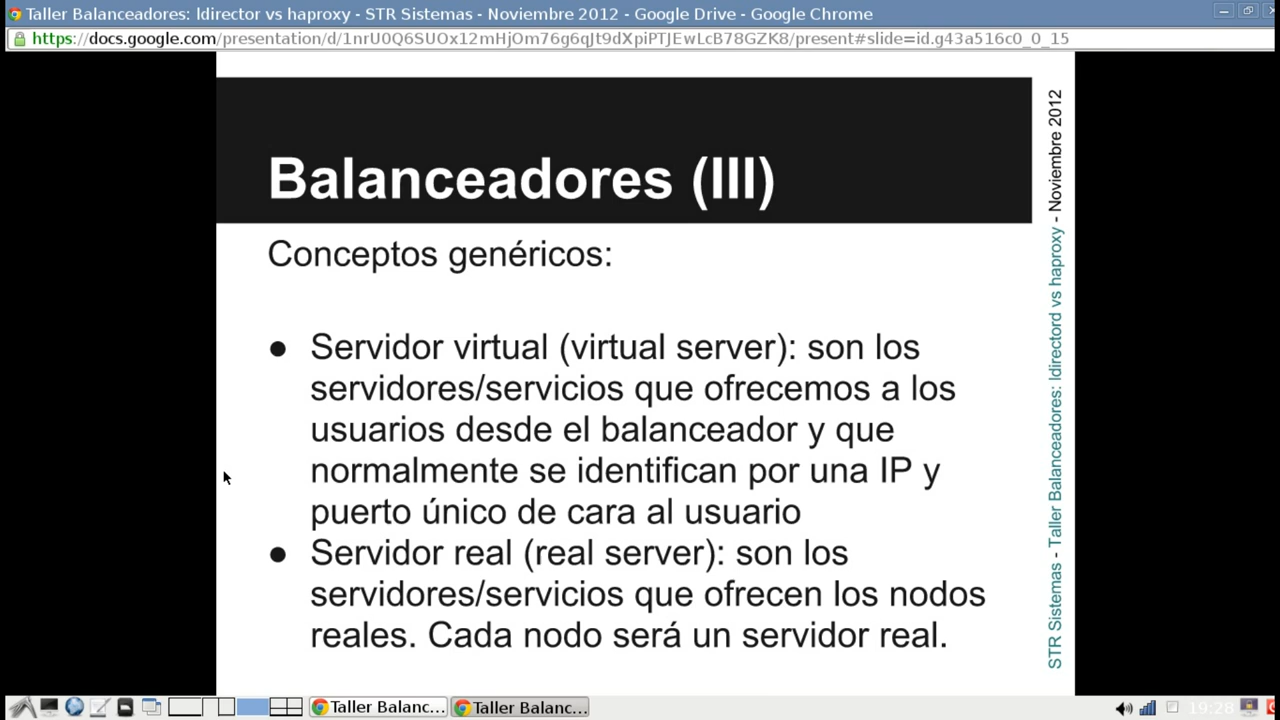 Taller Balanceadores: ldirector vs haproxy - STR Sistemas - Noviembre 2012 - Google Drive - Google Chrome
https://docs.google.com/presentation/d/1nrU0Q6SUOx12mHjOm76g6qJt9dXpiPTJEwLcB78GZK8/present#slide=id.g43a516c0_0_15
Balanceadores (III)
Conceptos genéricos:
● Servidor virtual (virtual server): son los
servidores/servicios que ofrecemos a los
usuarios desde el balanceador y que
normalmente se identifican por una IP y
puerto único de cara al usuario
● Servidor real (real server): son los
servidores/servicios que ofrecen los nodos
reales. Cada nodo será un servidor real.
STR Sistemas - Taller Balanceadores: ldirectord vs haproxy - Noviembre 2012
Taller Balanc...
Taller Balanc...
19:28